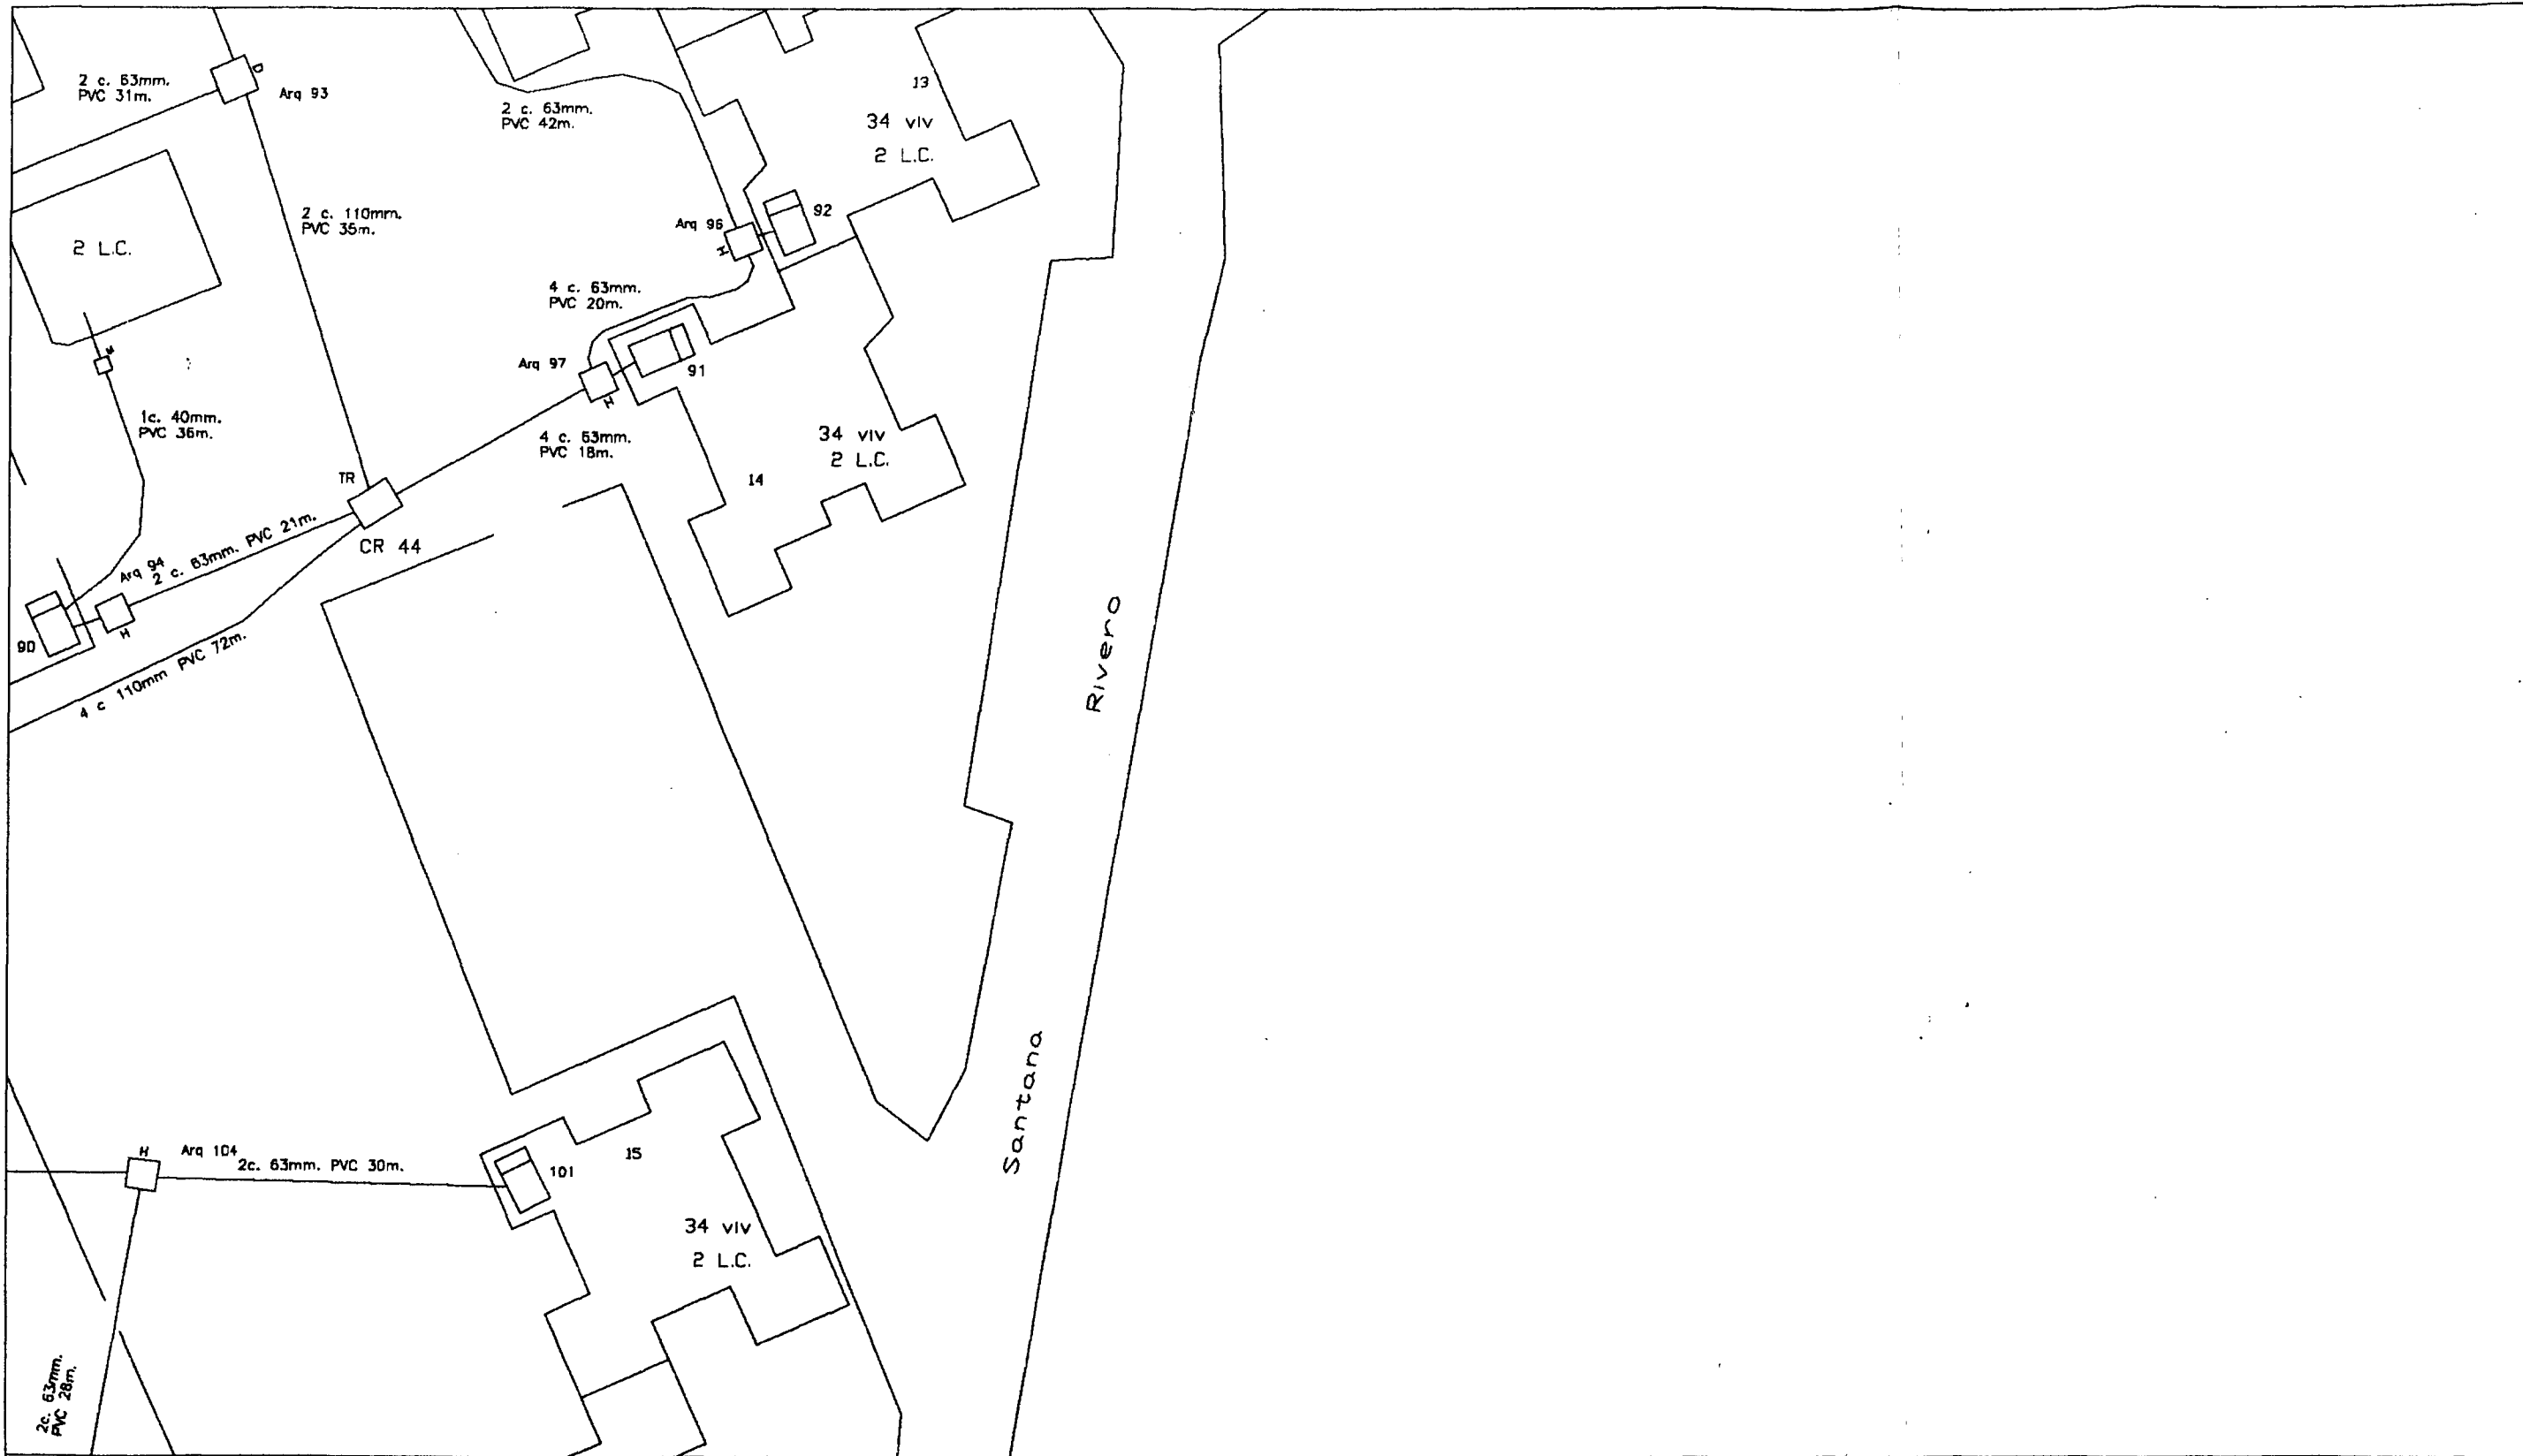 2 c. 63mm.
PVC 31m.
D
Arq 93
2 c. 63mm.
PVC 42m.
13
34 viv
2 L.C.
2 c. 110mm.
PVC 35m.
Arq 96
92
H
2 L.C.
4 c. 63mm.
PVC 20m.
M
Arq 97
91
H
1c. 40mm.
PVC 36m.
4 c. 63mm.
PVC 18m.
34 viv
2 L.C.
14
TR
CR 44
Arq 94
2 c. 63mm. PVC 21m.
H
90
4 c 110mm PVC 72m.
Rivero
Santana
H
Arq 104
2c. 63mm. PVC 30m.
101
15
34 viv
2 L.C.
2c. 63mm.
PVC 28m.